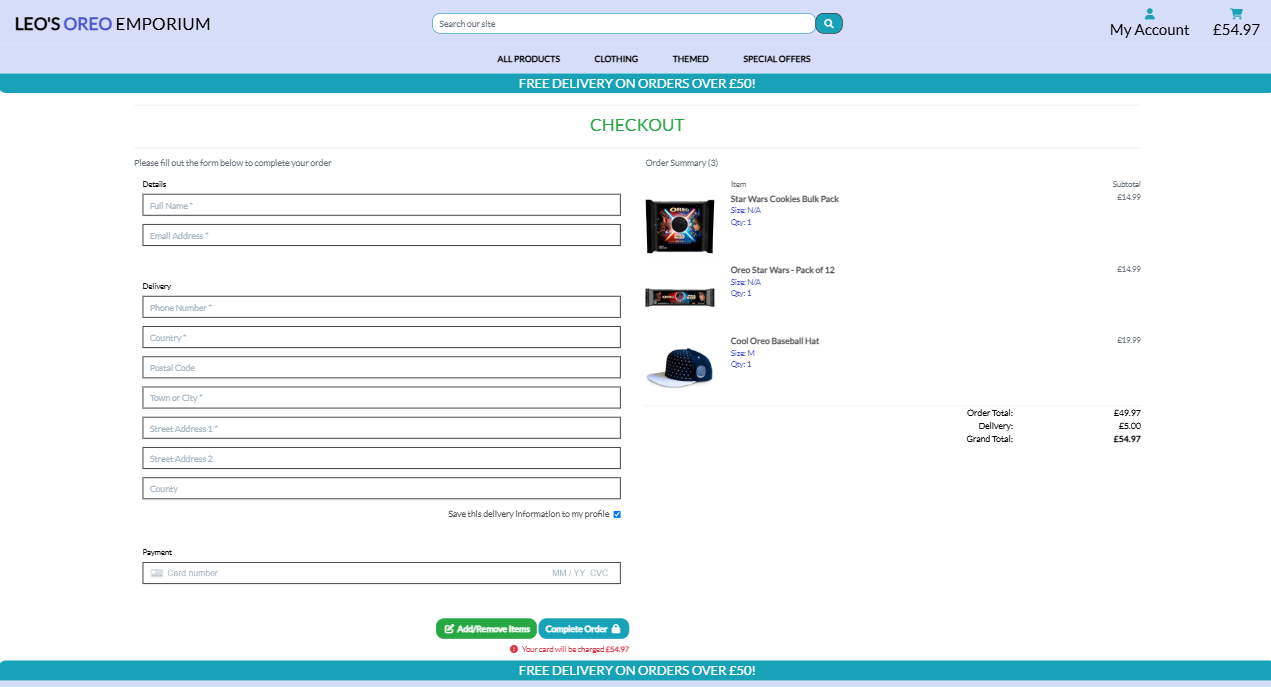 LEO'S OREO EMPORIUM
Search our site
My Account
£54.97
ALL PRODUCTS CLOTHING THEMED SPECIAL OFFERS
FREE DELIVERY ON ORDERS OVER £50!
CHECKOUT
Please fill out the form below to complete your order
Details
Full Name *
Email Address *
Delivery
Phone Number *
Country *
Postal Code
Town or City *
Street Address 1 *
Street Address 2
County
Save this delivery information to my profile
Payment
Card number MM / YY CVC
Add/Remove Items Complete Order
Your card will be charged £54.97
Order Summary (3)
Item Subtotal
Star Wars Cookies Bulk Pack £14.99
Size: N/A
Qty: 1
OREO
Oreo Star Wars - Pack of 12 £14.99
Size: N/A
Qty: 1
Cool Oreo Baseball Hat £19.99
Size: M
Qty: 1
Order Total: £49.97
Delivery: £5.00
Grand Total: £54.97
FREE DELIVERY ON ORDERS OVER £50!